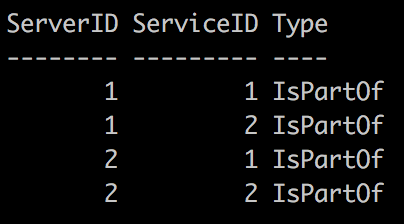 ServerID ServiceID Type
-------- --------- ----
       1         1 IsPartOf
       1         2 IsPartOf
       2         1 IsPartOf
       2         2 IsPartOf